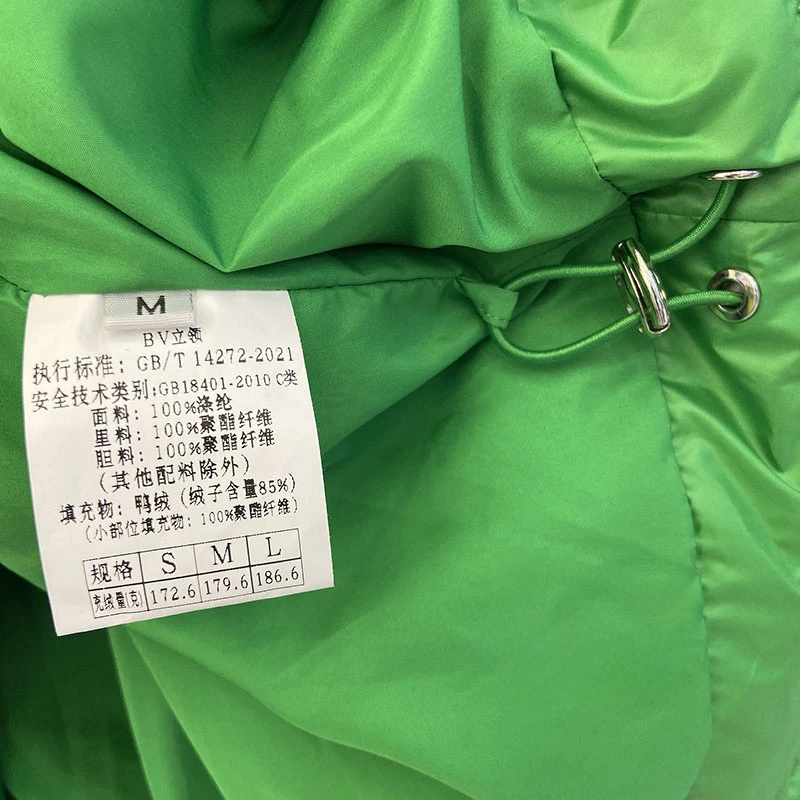 M
BV立领
执行标准: GB/T 14272-2021
安全技术类别:GB18401-2010 C类
面料: 100%涤纶
里料: 100%聚酯纤维
胆料: 100%聚酯纤维
(其他配料除外)
填充物: 鸭绒 (绒子含量85%)
(小部位填充物: 100%聚酯纤维)
规格 S M L
充绒量(克) 172.6 179.6 186.6